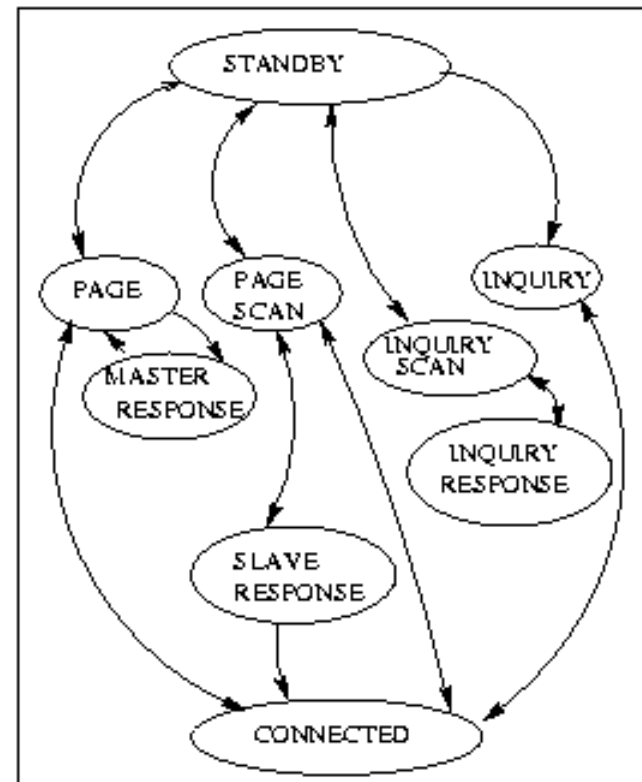 STANDBY
PAGE
PAGE
SCAN
INQUIRY
MASTER
RESPONSE
INQUIRY
SCAN
INQUIRY
RESPONSE
SLAVE
RESPONSE
CONNECTED